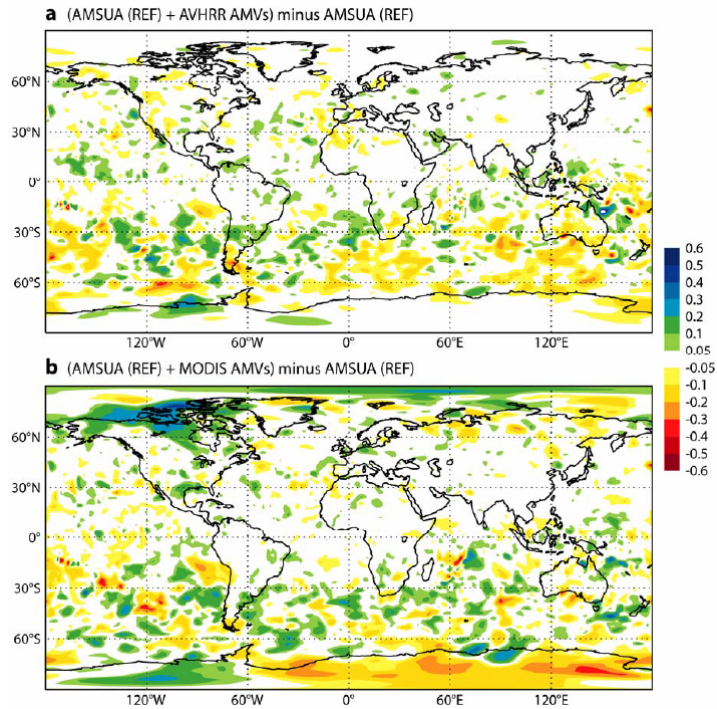 a (AMSUA (REF) + AVHRR AMVs) minus AMSUA (REF)
60°N
30°N
0°
30°S
60°S
120°W 60°W 0° 60°E 120°E
0.6
0.5
0.4
0.3
0.2
0.1
0.05
-0.05
-0.1
-0.2
-0.3
-0.4
-0.5
-0.6
b (AMSUA (REF) + MODIS AMVs) minus AMSUA (REF)
60°N
30°N
0°
30°S
60°S
120°W 60°W 0° 60°E 120°E